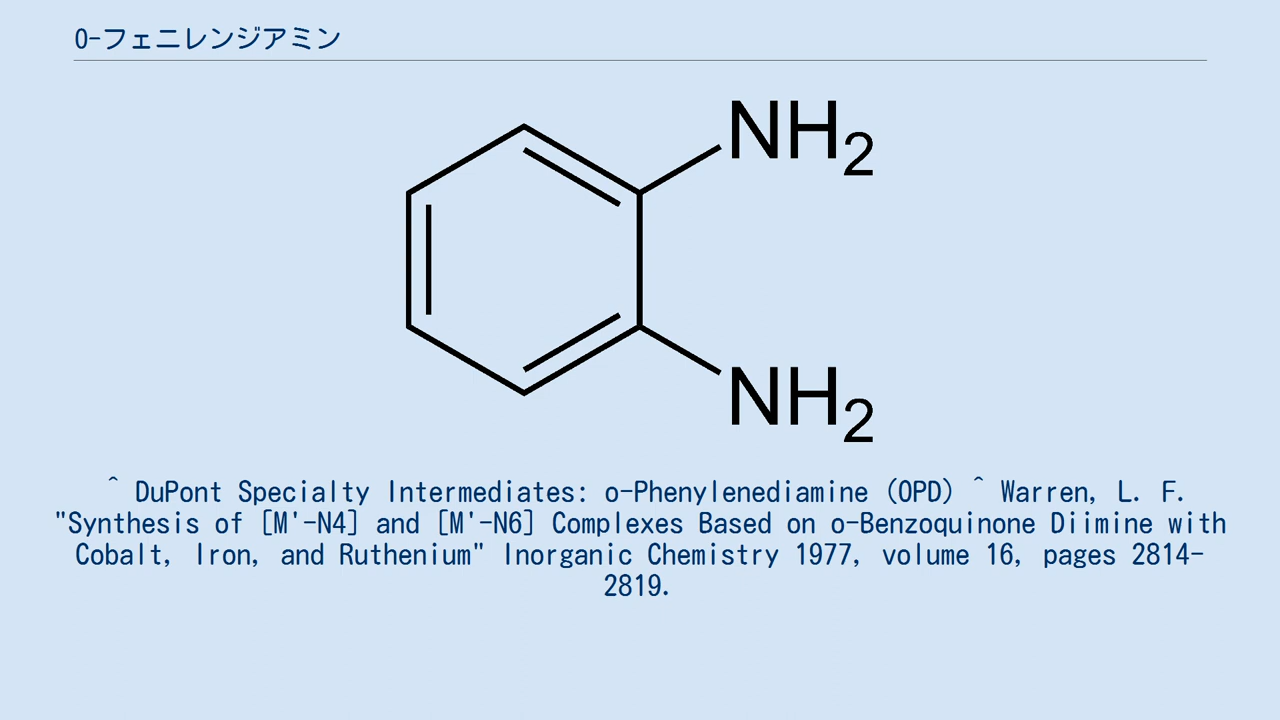 O-フェニレンジアミン
NH2
NH2
^ DuPont Specialty Intermediates: o-Phenylenediamine (OPD) ^ Warren, L. F.
"Synthesis of [M'-N4] and [M'-N6] Complexes Based on o-Benzoquinone Diimine with
Cobalt, Iron, and Ruthenium" Inorganic Chemistry 1977, volume 16, pages 2814-
2819.